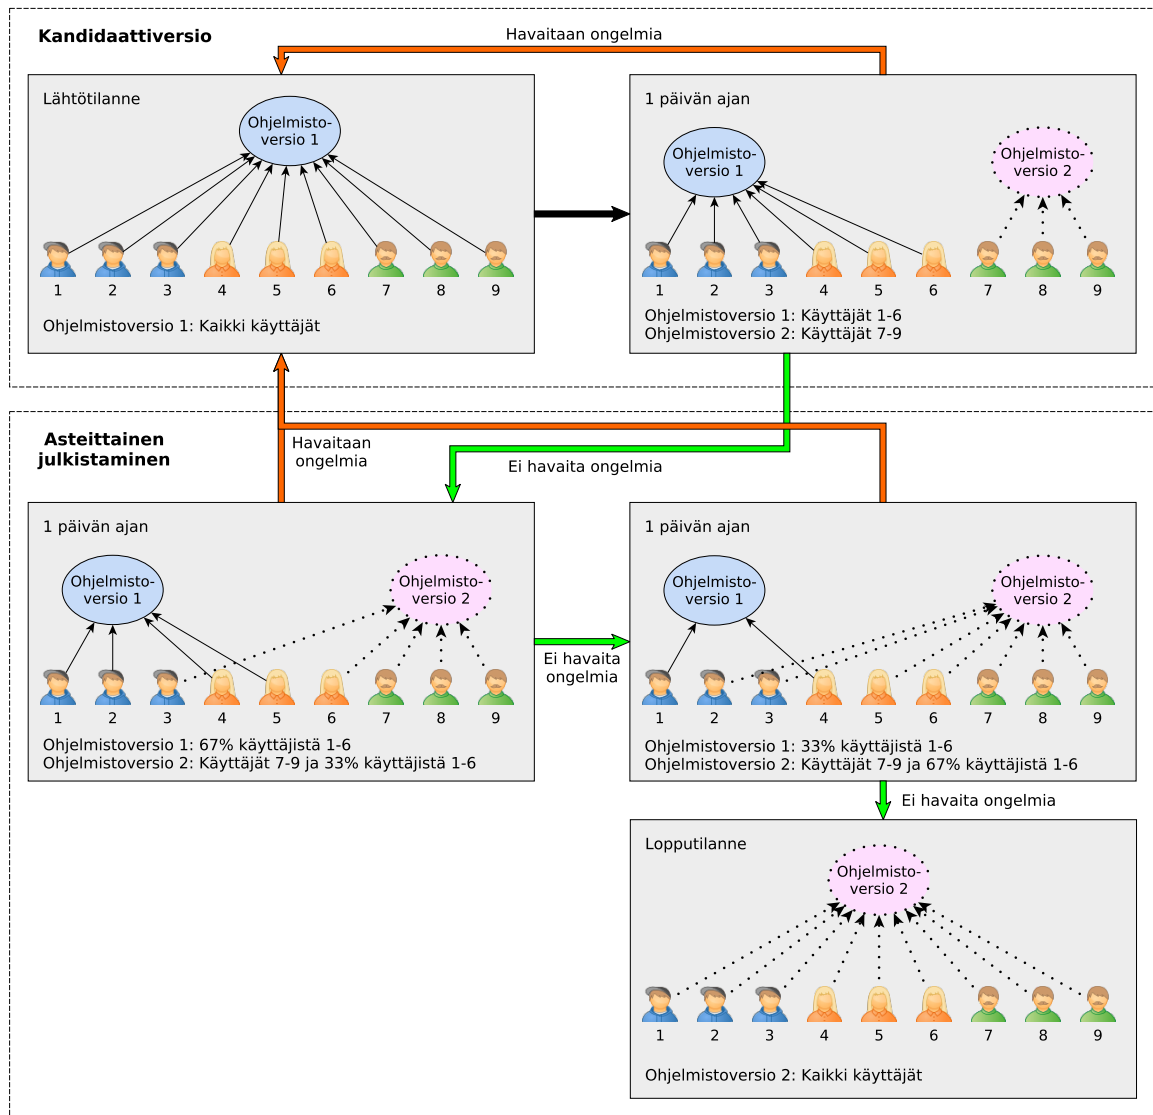 Kandidaattiversio
Havaitaan ongelmia
Lähtötilanne
Ohjelmisto-
versio 1
1 2 3 4 5 6 7 8 9
Ohjelmistoversio 1: Kaikki käyttäjät
1 päivän ajan
Ohjelmisto-
versio 1
Ohjelmisto-
versio 2
1 2 3 4 5 6 7 8 9
Ohjelmistoversio 1: Käyttäjät 1-6
Ohjelmistoversio 2: Käyttäjät 7-9
Asteittainen
julkistaminen
Havaitaan
ongelmia
Ei havaita ongelmia
1 päivän ajan
Ohjelmisto-
versio 1
Ohjelmisto-
versio 2
1 2 3 4 5 6 7 8 9
Ohjelmistoversio 1: 67% käyttäjistä 1-6
Ohjelmistoversio 2: Käyttäjät 7-9 ja 33% käyttäjistä 1-6
Ei havaita
ongelmia
1 päivän ajan
Ohjelmisto-
versio 1
Ohjelmisto-
versio 2
1 2 3 4 5 6 7 8 9
Ohjelmistoversio 1: 33% käyttäjistä 1-6
Ohjelmistoversio 2: Käyttäjät 7-9 ja 67% käyttäjistä 1-6
Ei havaita ongelmia
Lopputilanne
Ohjelmisto-
versio 2
1 2 3 4 5 6 7 8 9
Ohjelmistoversio 2: Kaikki käyttäjät